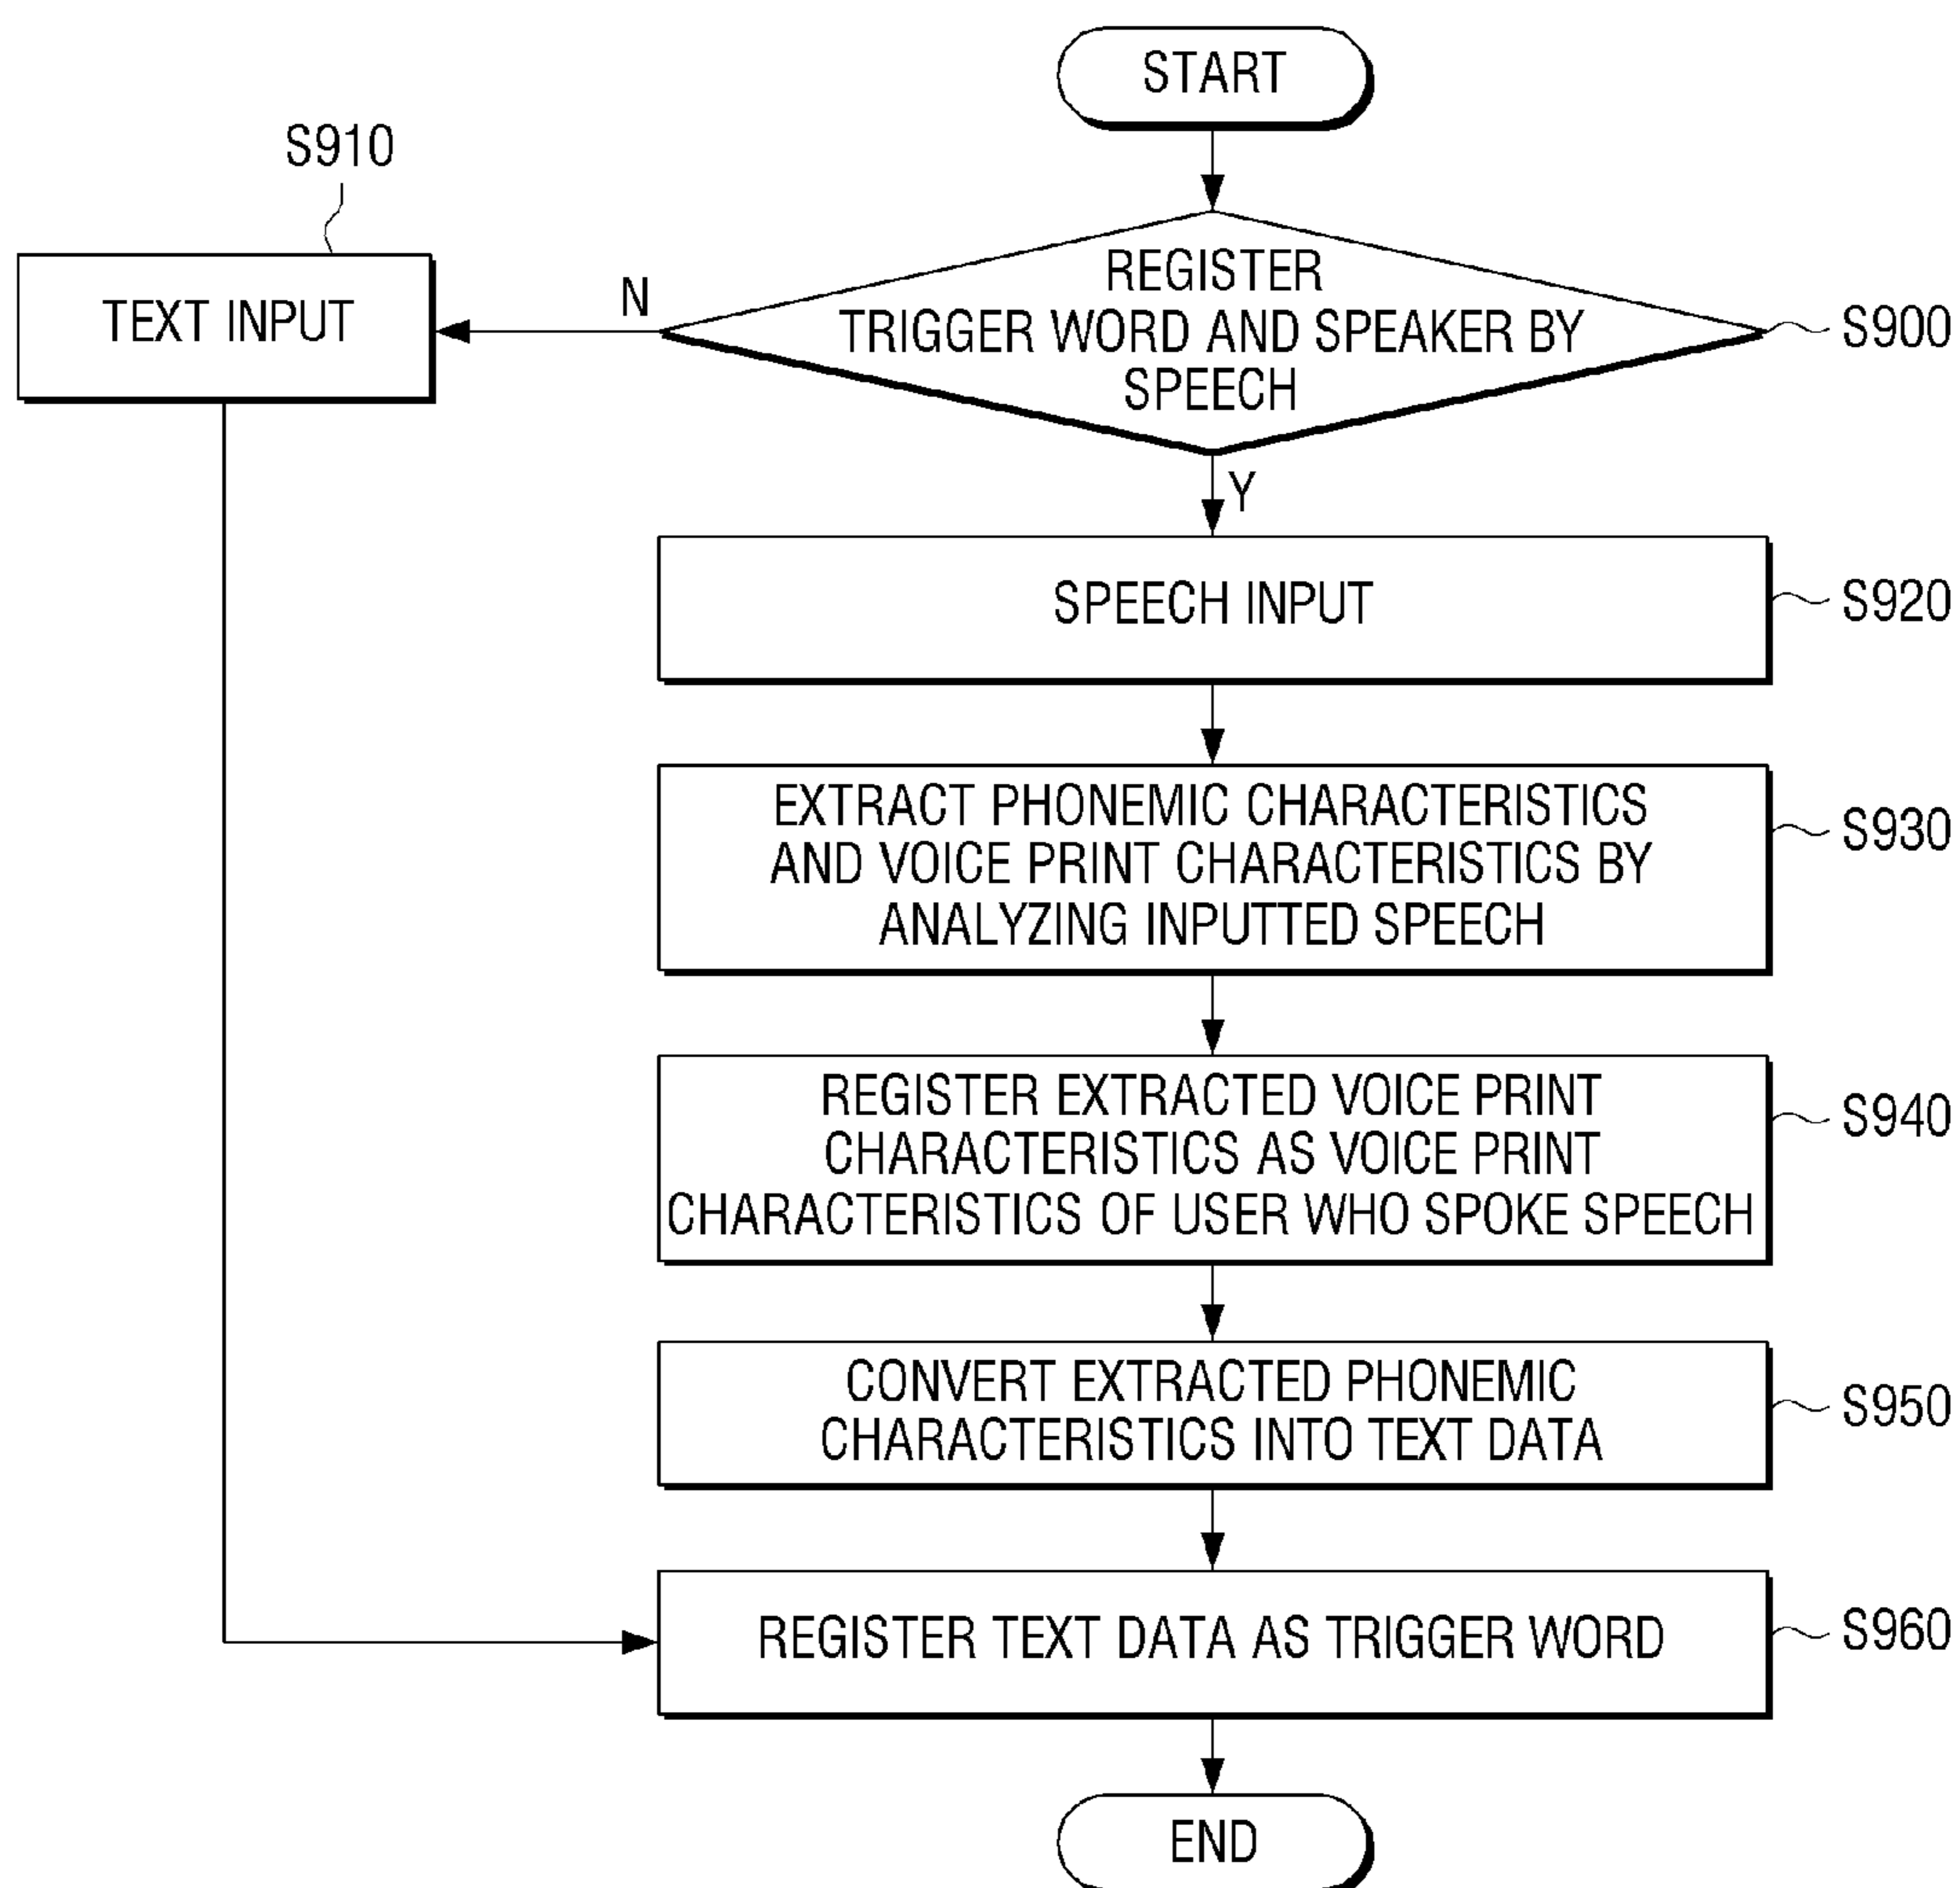 START
S910
TEXT INPUT
N
REGISTER
TRIGGER WORD AND SPEAKER BY
SPEECH
S900
Y
SPEECH INPUT
S920
EXTRACT PHONEMIC CHARACTERISTICS
AND VOICE PRINT CHARACTERISTICS BY
ANALYZING INPUTTED SPEECH
S930
REGISTER EXTRACTED VOICE PRINT
CHARACTERISTICS AS VOICE PRINT
CHARACTERISTICS OF USER WHO SPOKE SPEECH
S940
CONVERT EXTRACTED PHONEMIC
CHARACTERISTICS INTO TEXT DATA
S950
REGISTER TEXT DATA AS TRIGGER WORD
S960
END